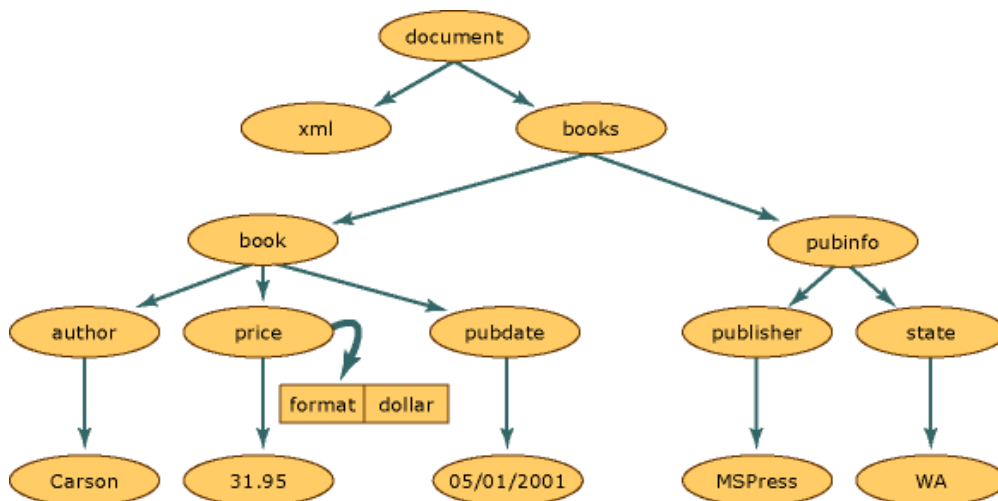 document
xml
books
book
pubinfo
author
price
pubdate
publisher
state
format dollar
Carson
31.95
05/01/2001
MSPress
WA